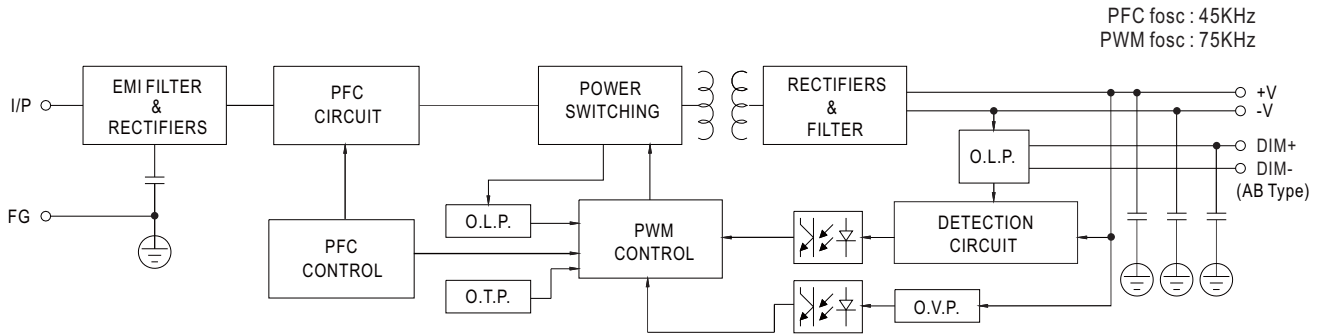 PFC fosc : 45KHz
PWM fosc : 75KHz
I/P
EMI FILTER
&
RECTIFIERS
PFC
CIRCUIT
POWER
SWITCHING
RECTIFIERS
&
FILTER
+V
-V
O.L.P.
DIM+
DIM-
(AB Type)
FG
O.L.P.
PFC
CONTROL
PWM
CONTROL
DETECTION
CIRCUIT
O.T.P.
O.V.P.